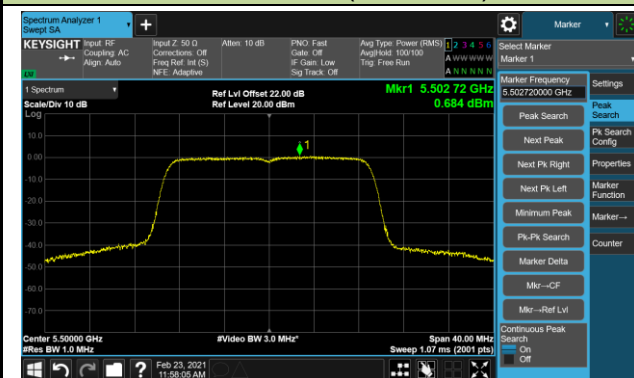 Spectrum Analyzer 1
Swept SA
+
Marker
KEYSIGHT
Input: RF
Coupling: AC
Align: Auto
Input Z: 50 Ω
Corrections: Off
Freq Ref: Int (S)
NFE: Adaptive
Atten: 10 dB
PNO: Fast
Gate: Off
IF Gain: Low
Sig Track: Off
Avg Type: Power (RMS)
Avg|Hold: 100/100
Trig: Free Run
1 2 3 4 5 6
A W W W W W
A N N N N N
Select Marker
Marker 1
1 Spectrum
Scale/Div 10 dB
Log
Ref Lvl Offset 22.00 dB
Ref Level 20.00 dBm
Mkr1 5.502 72 GHz
0.684 dBm
10.0
0.00
-10.0
-20.0
-30.0
-40.0
-50.0
-60.0
-70.0
1
Center 5.50000 GHz
#Res BW 1.0 MHz
#Video BW 3.0 MHz*
Span 40.00 MHz
Sweep 1.07 ms (2001 pts)
Marker Frequency
5.502720000 GHz
Peak Search
Next Peak
Next Pk Right
Next Pk Left
Minimum Peak
Pk-Pk Search
Marker Delta
Mkr→CF
Mkr→Ref Lvl
Continuous Peak
Search
On
Off
Settings
Peak
Search
Pk Search
Config
Properties
Marker
Function
Marker→
Counter
?
Feb 23, 2021
11:58:05 AM